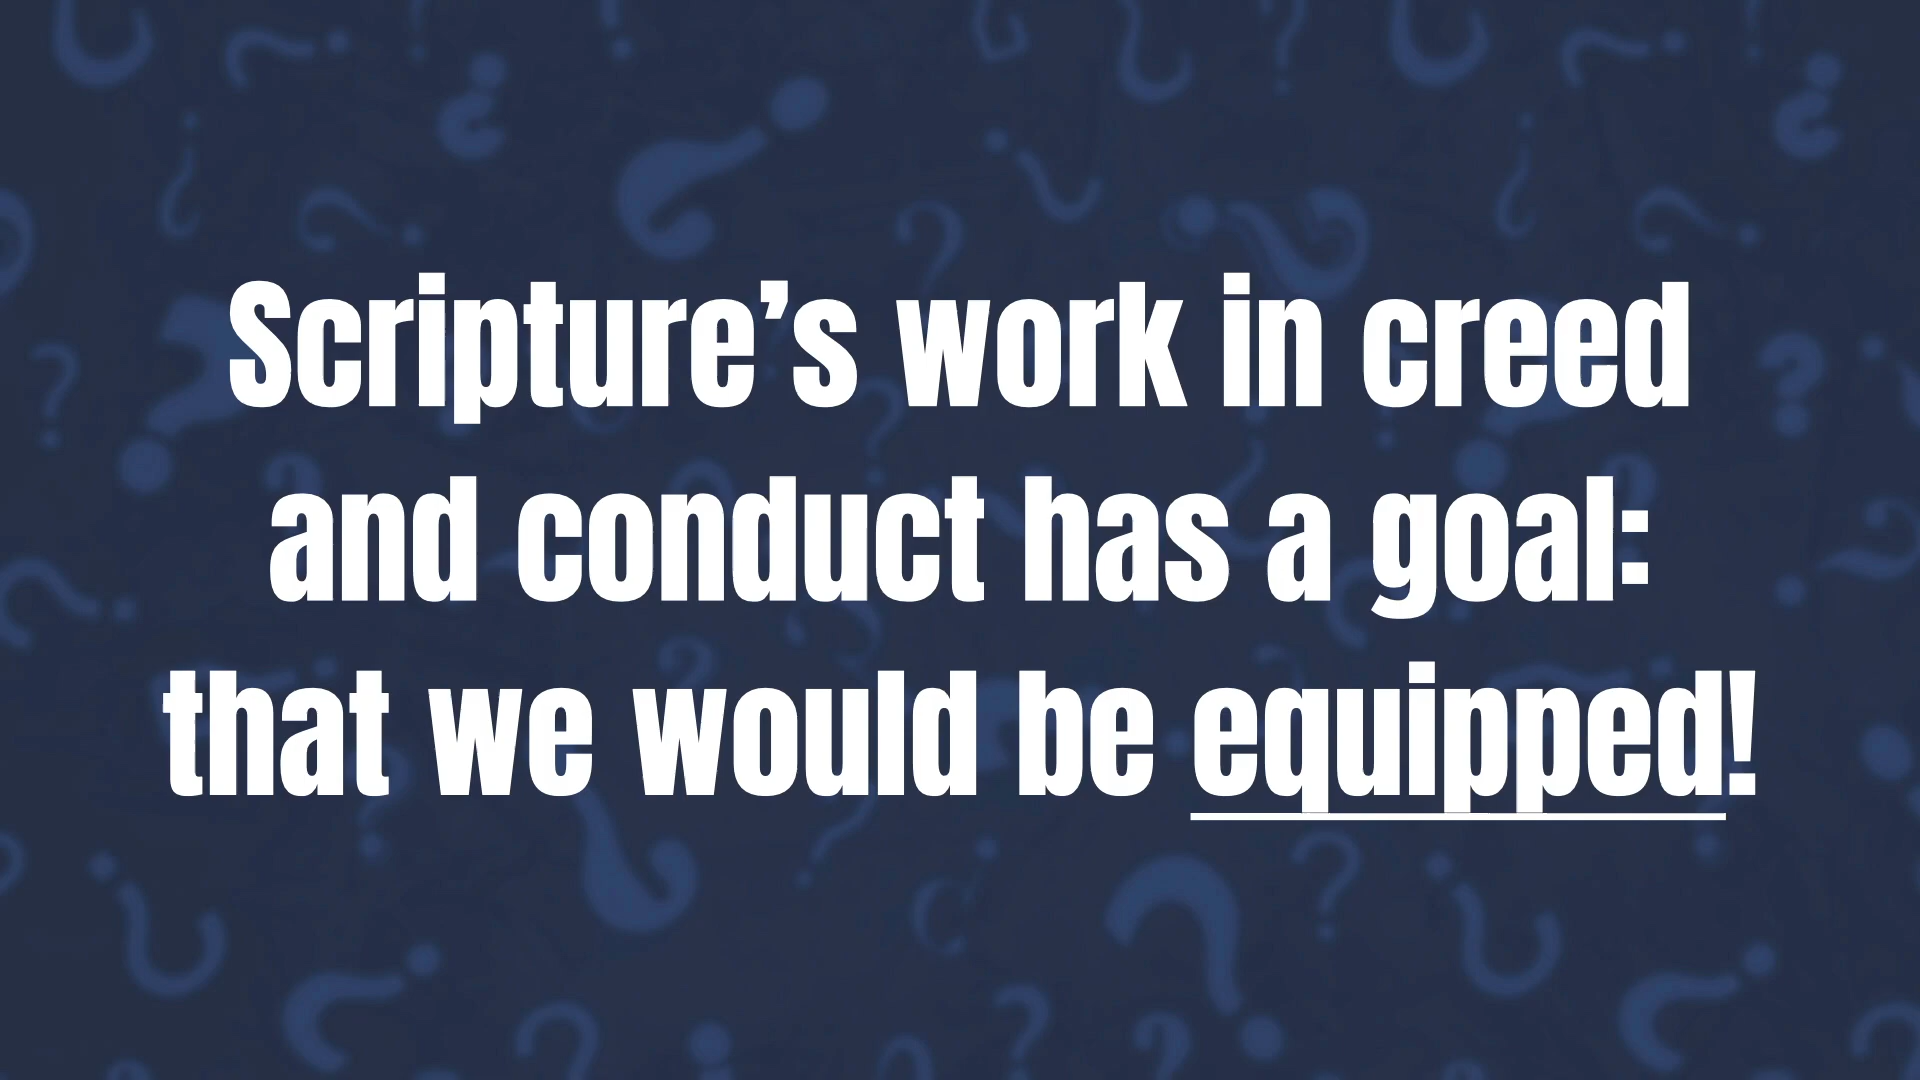 Scripture’s work in creed
and conduct has a goal:
that we would be equipped!